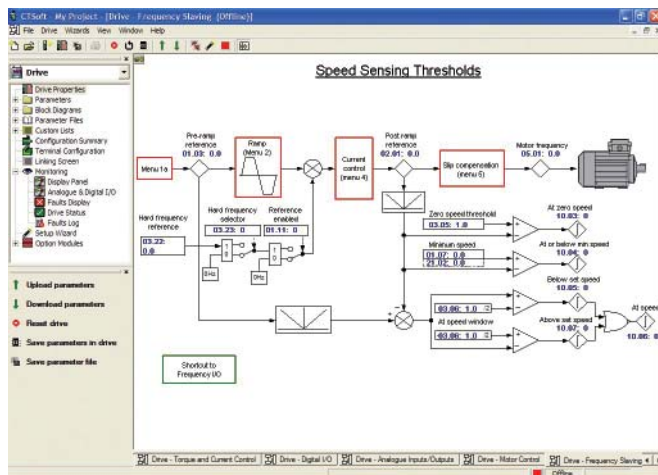 CTSoft - My Project - [Drive - Frequency Slaving (Offline)]
File Drive Wizards View Window Help
Drive
Drive Properties
Parameters
Block Diagrams
Parameter Files
Custom Lists
Configuration Summary
Terminal Configuration
Linking Screen
Monitoring
Display Panel
Analogue & Digital I/O
Faults Display
Drive Status
Faults Log
Setup Wizard
Option Modules
Upload parameters
Download parameters
Reset drive
Save parameters in drive
Save parameter file
Speed Sensing Thresholds
Pre-ramp
reference
01.03: 0.0
Ramp
(Menu 2)
Post ramp
reference
02.01: 0.0
Motor frequency
05.01: 0.0
Menu 1a
Current
control
(menu 4)
Slip compensation
(menu 5)
Hard frequency
reference
03.22:
0.0
Hard frequency
selector
03.23: 0
Reference
enabled
01.11: 0
1
0
1
0
0Hz
0Hz
Zero speed threshold
03.05: 1.0
At zero speed
10.03: 0
Minimum speed
01.07: 0.0
21.02: 0.0
At or below min speed
10.04: 0
Below set speed
10.05: 0
03.06: 1.0
At speed window
03.06: 1.0
Above set speed
10.07: 0
At speed
10.06: 0
Shortcut to
Frequency I/O
Drive - Torque and Current Control
Drive - Digital I/O
Drive - Analogue Inputs/Outputs
Drive - Motor Control
Drive - Frequency Slaving
Offline